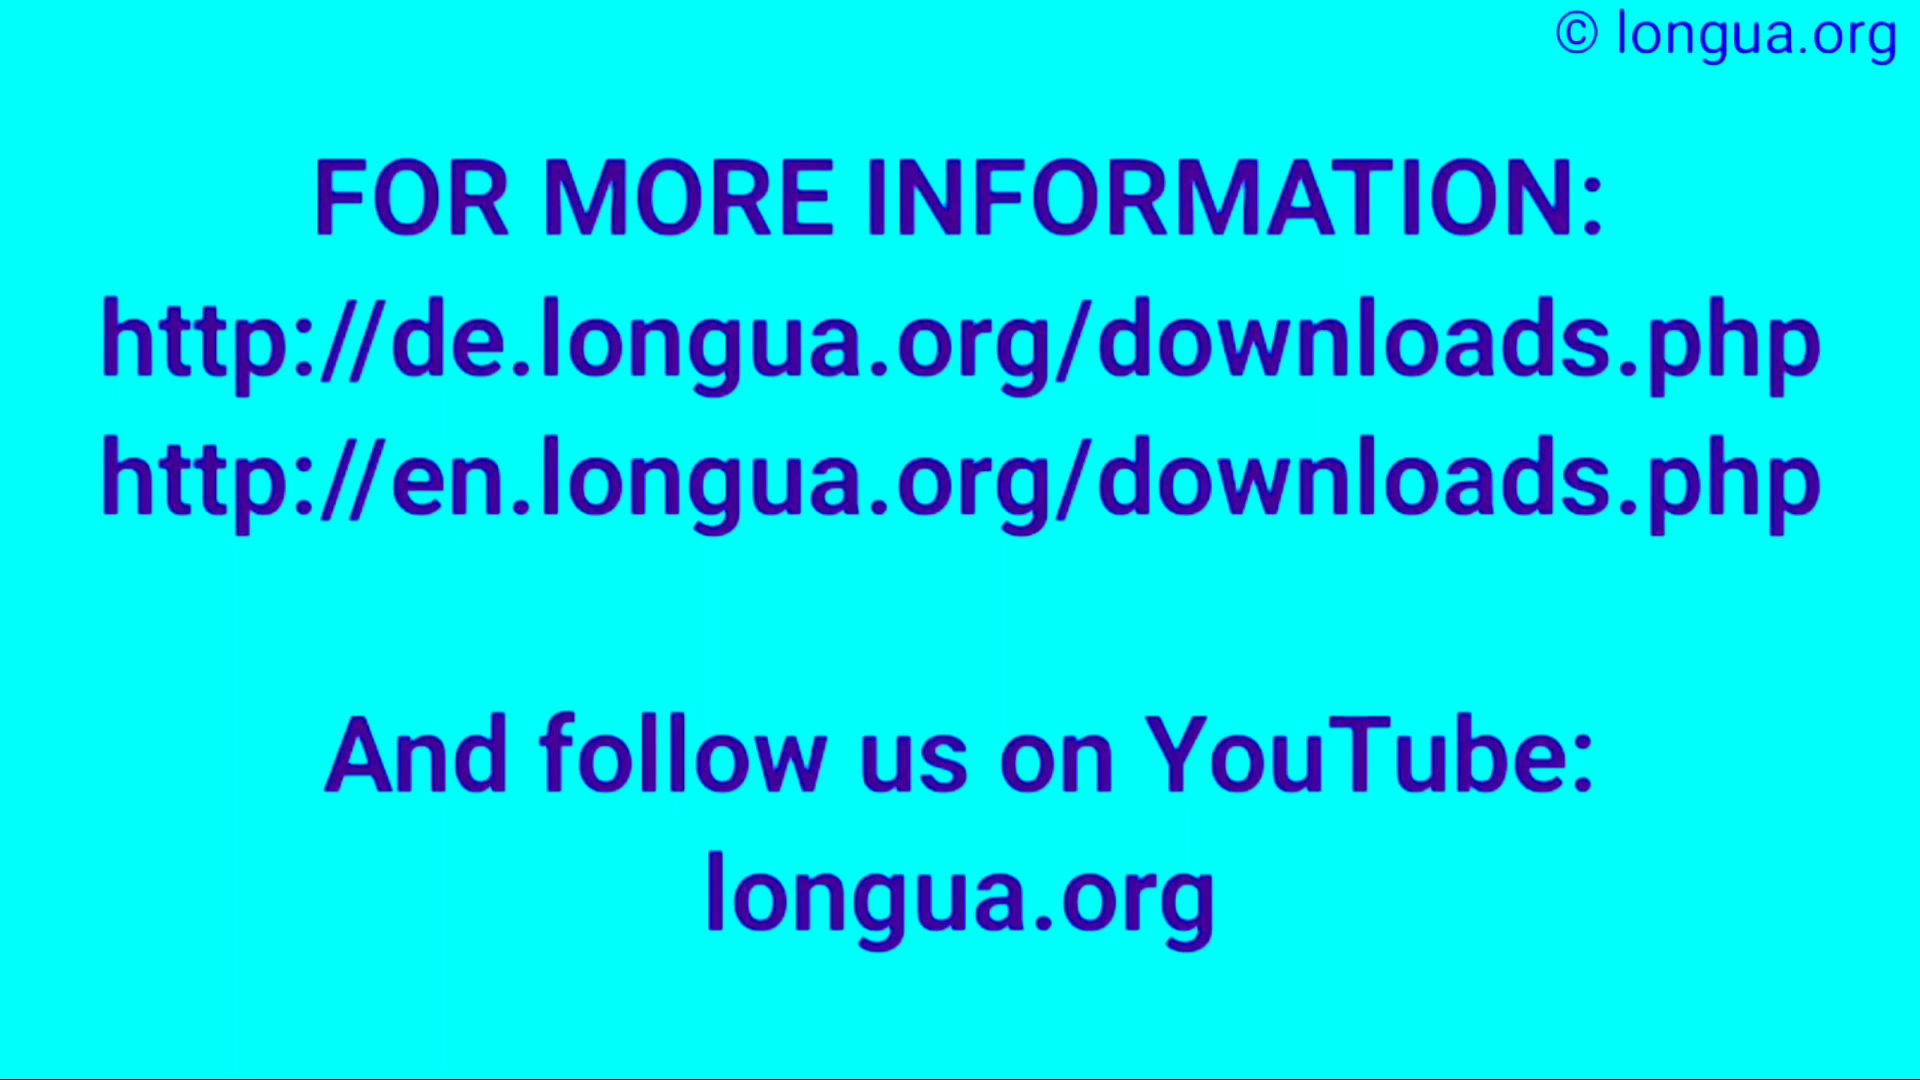 © longua.org
FOR MORE INFORMATION:
http://de.longua.org/downloads.php
http://en.longua.org/downloads.php
And follow us on YouTube:
longua.org